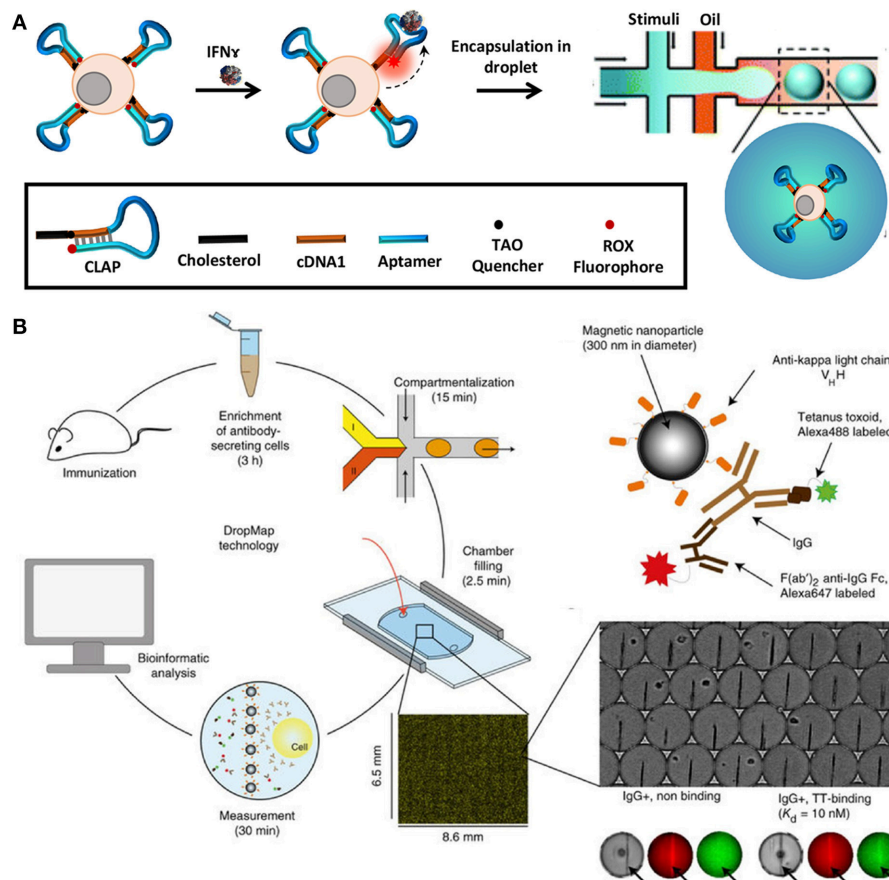 A
IFNγ
Encapsulation in
droplet
Stimuli
Oil
CLAP
Cholesterol
cDNA1
Aptamer
TAO
Quencher
ROX
Fluorophore
B
Immunization
Enrichment
of antibody-
secreting cells
(3 h)
Compartmentalization
(15 min)
I
II
DropMap
technology
Chamber
filling
(2.5 min)
Bioinformatic
analysis
Cell
Measurement
(30 min)
6.5 mm
8.6 mm
Magnetic nanoparticle
(300 nm in diameter)
Anti-kappa light chain
VHH
Tetanus toxoid,
Alexa488 labeled
IgG
F(ab′)2 anti-IgG Fc,
Alexa647 labeled
IgG+, non binding
IgG+, TT-binding
(Kd = 10 nM)